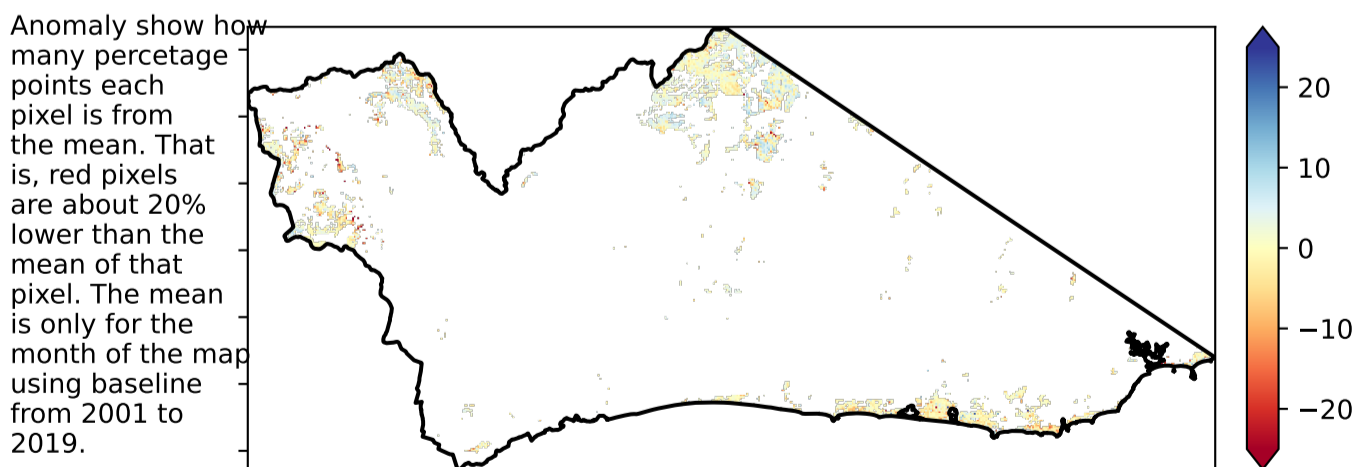 Anomaly show how
many percetage
points each
pixel is from
the mean. That
is, red pixels
are about 20%
lower than the
mean of that
pixel. The mean
is only for the
month of the map
using baseline
from 2001 to
2019.
20
10
0
−10
−20